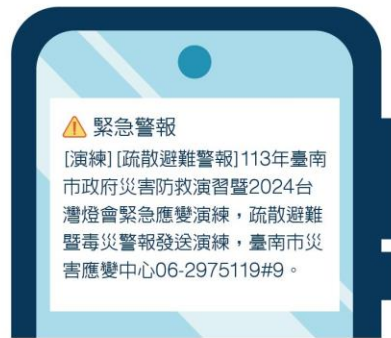 緊急警報
[演練][疏散避難警報]113年臺南
市政府災害防救演習暨2024台
灣燈會緊急應變演練，疏散避難
暨毒災警報發送演練，臺南市災
害應變中心06-2975119#9。